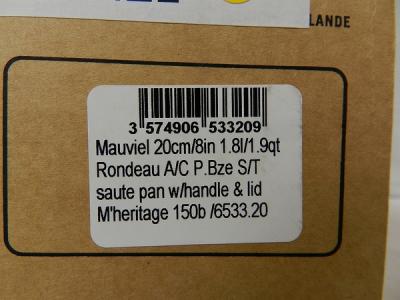 LANDE
3 574906 533209
Mauviel 20cm/8in 1.8l/1.9qt
Rondeau A/C P.Bze S/T
saute pan w/handle & lid
M'heritage 150b /6533.20